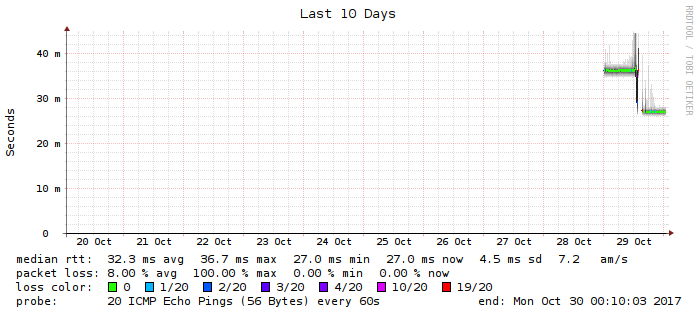 Last 10 Days
RRDTOOL / TOBI OETIKER
Seconds
40 m
30 m
20 m
10 m
0
20 Oct 21 Oct 22 Oct 23 Oct 24 Oct 25 Oct 26 Oct 27 Oct 28 Oct 29 Oct
median rtt: 32.3 ms avg 36.7 ms max 27.0 ms min 27.0 ms now 4.5 ms sd 7.2 am/s
packet loss: 8.00 % avg 100.00 % max 0.00 % min 0.00 % now
loss color: 0 1/20 2/20 3/20 4/20 10/20 19/20
probe: 20 ICMP Echo Pings (56 Bytes) every 60s end: Mon Oct 30 00:10:03 2017